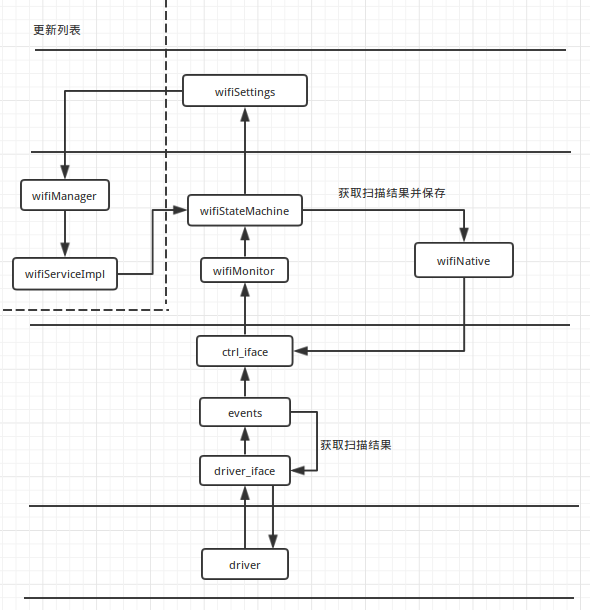 更新列表
wifiSettings
wifiManager
获取扫描结果并保存
wifiStateMachine
wifiNative
wifiServiceImpl
wifiMonitor
ctrl_iface
events
获取扫描结果
driver_iface
driver